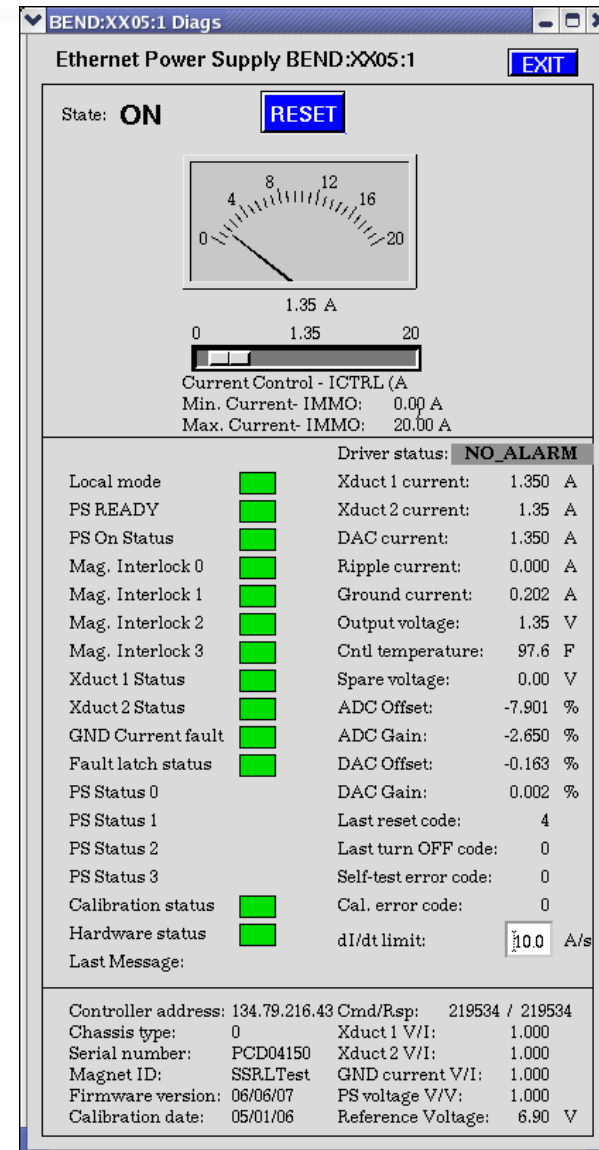 BEND:XX05:1 Diags
Ethernet Power Supply BEND:XX05:1 EXIT
State: ON RESET
0 4 8 12 16 20
1.35 A
0 1.35 20
Current Control - ICTRL (A
Min. Current- IMMO: 0.00 A
Max. Current- IMMO: 20.00 A
Driver status: NO_ALARM
Local mode Xduct 1 current: 1.350 A
PS READY Xduct 2 current: 1.35 A
PS On Status DAC current: 1.350 A
Mag. Interlock 0 Ripple current: 0.000 A
Mag. Interlock 1 Ground current: 0.202 A
Mag. Interlock 2 Output voltage: 1.35 V
Mag. Interlock 3 Cntl temperature: 97.6 F
Xduct 1 Status Spare voltage: 0.00 V
Xduct 2 Status ADC Offset: -7.901 %
GND Current fault ADC Gain: -2.650 %
Fault latch status DAC Offset: -0.163 %
PS Status 0 DAC Gain: 0.002 %
PS Status 1 Last reset code: 4
PS Status 2 Last turn OFF code: 0
PS Status 3 Self-test error code: 0
Calibration status Cal. error code: 0
Hardware status dI/dt limit: 10.0 A/s
Last Message:
Controller address: 134.79.216.43 Cmd/Rsp: 219534 / 219534
Chassis type: 0 Xduct 1 V/I: 1.000
Serial number: PCD04150 Xduct 2 V/I: 1.000
Magnet ID: SSRLTest GND current V/I: 1.000
Firmware version: 06/06/07 PS voltage V/V: 1.000
Calibration date: 05/01/06 Reference Voltage: 6.90 V